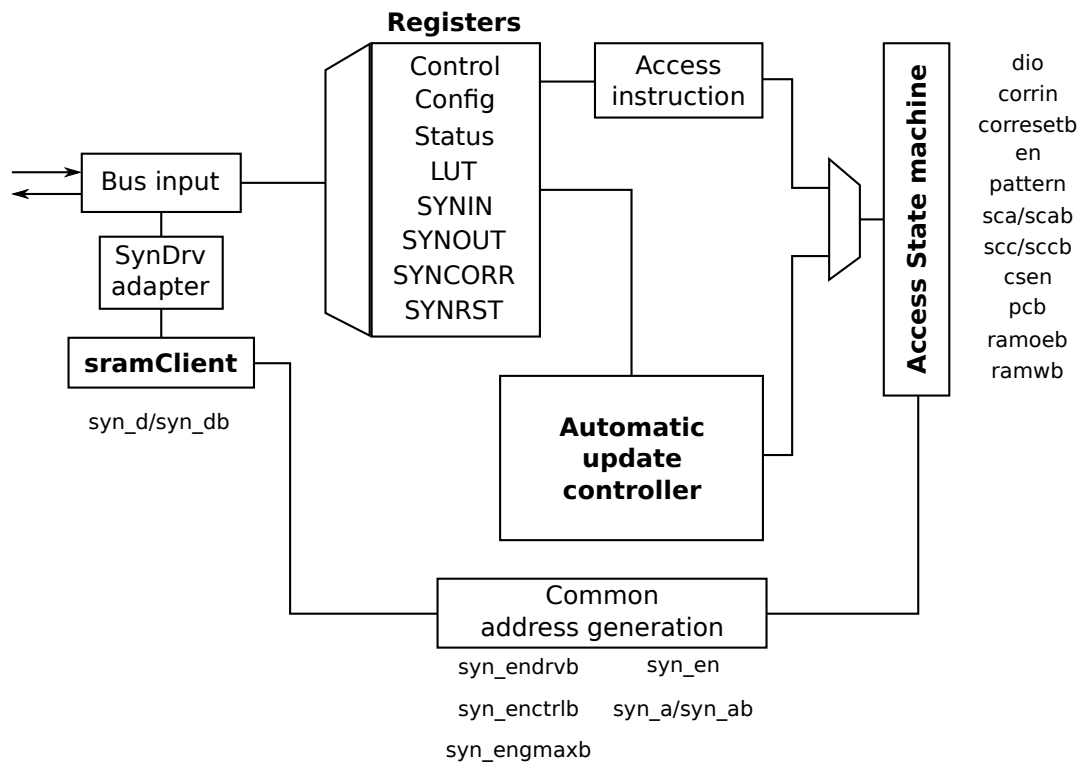 Registers
Control
Config
Status
LUT
SYNIN
SYNOUT
SYNCORR
SYNRST
Access
instruction
Access State machine
dio
corrin
corresetb
en
pattern
sca/scab
scc/sccb
csen
pcb
ramoeb
ramwb
Bus input
SynDrv
adapter
sramClient
syn_d/syn_db
Automatic
update
controller
Common
address generation
syn_endrvb
syn_en
syn_enctrlb
syn_a/syn_ab
syn_engmaxb